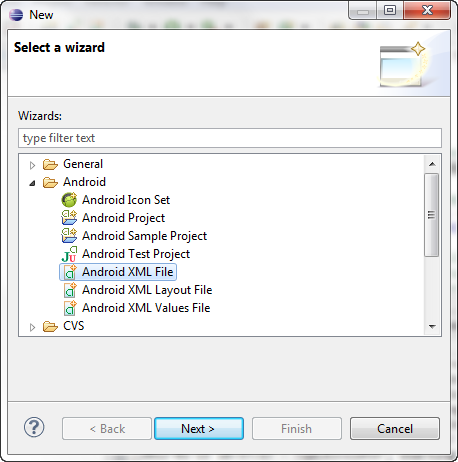 New
Select a wizard
Wizards:
type filter text
General
Android
Android Icon Set
Android Project
Android Sample Project
Android Test Project
Android XML File
Android XML Layout File
Android XML Values File
CVS
? < Back Next > Finish Cancel